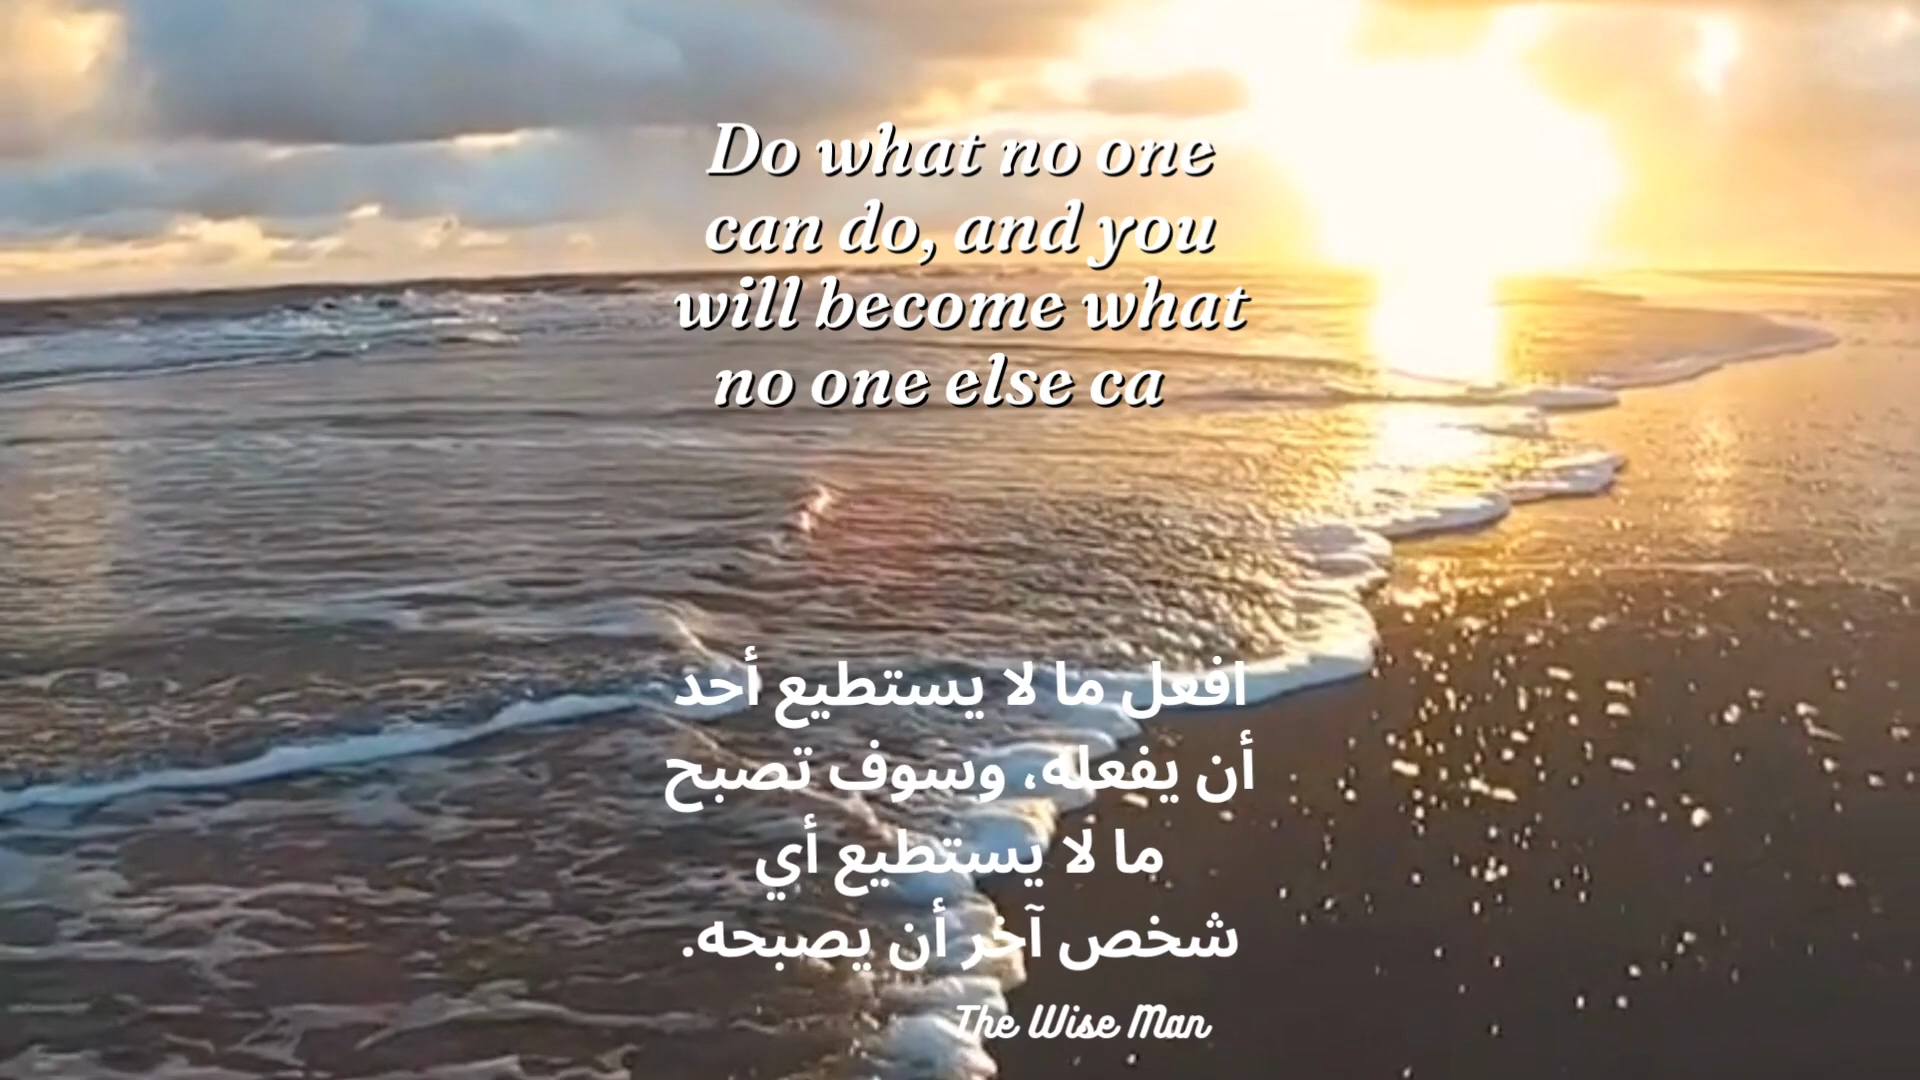 Do what no one
can do, and you
will become what
no one else ca
افعل ما لا يستطيع أحد
أن يفعله، وسوف تصبح
ما لا يستطيع أي
شخص آخر أن يصبحه.
The Wise Man